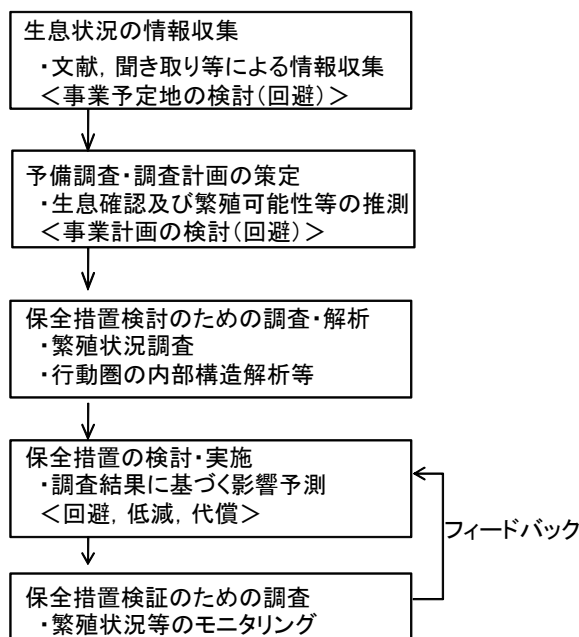 生息状況の情報収集
・文献，聞き取り等による情報収集
＜事業予定地の検討（回避）＞
予備調査・調査計画の策定
・生息確認及び繁殖可能性等の推測
＜事業計画の検討（回避）＞
保全措置検討のための調査・解析
・繁殖状況調査
・行動圏の内部構造解析等
保全措置の検討・実施
・調査結果に基づく影響予測
＜回避，低減，代償＞
フィードバック
保全措置検証のための調査
・繁殖状況等のモニタリング